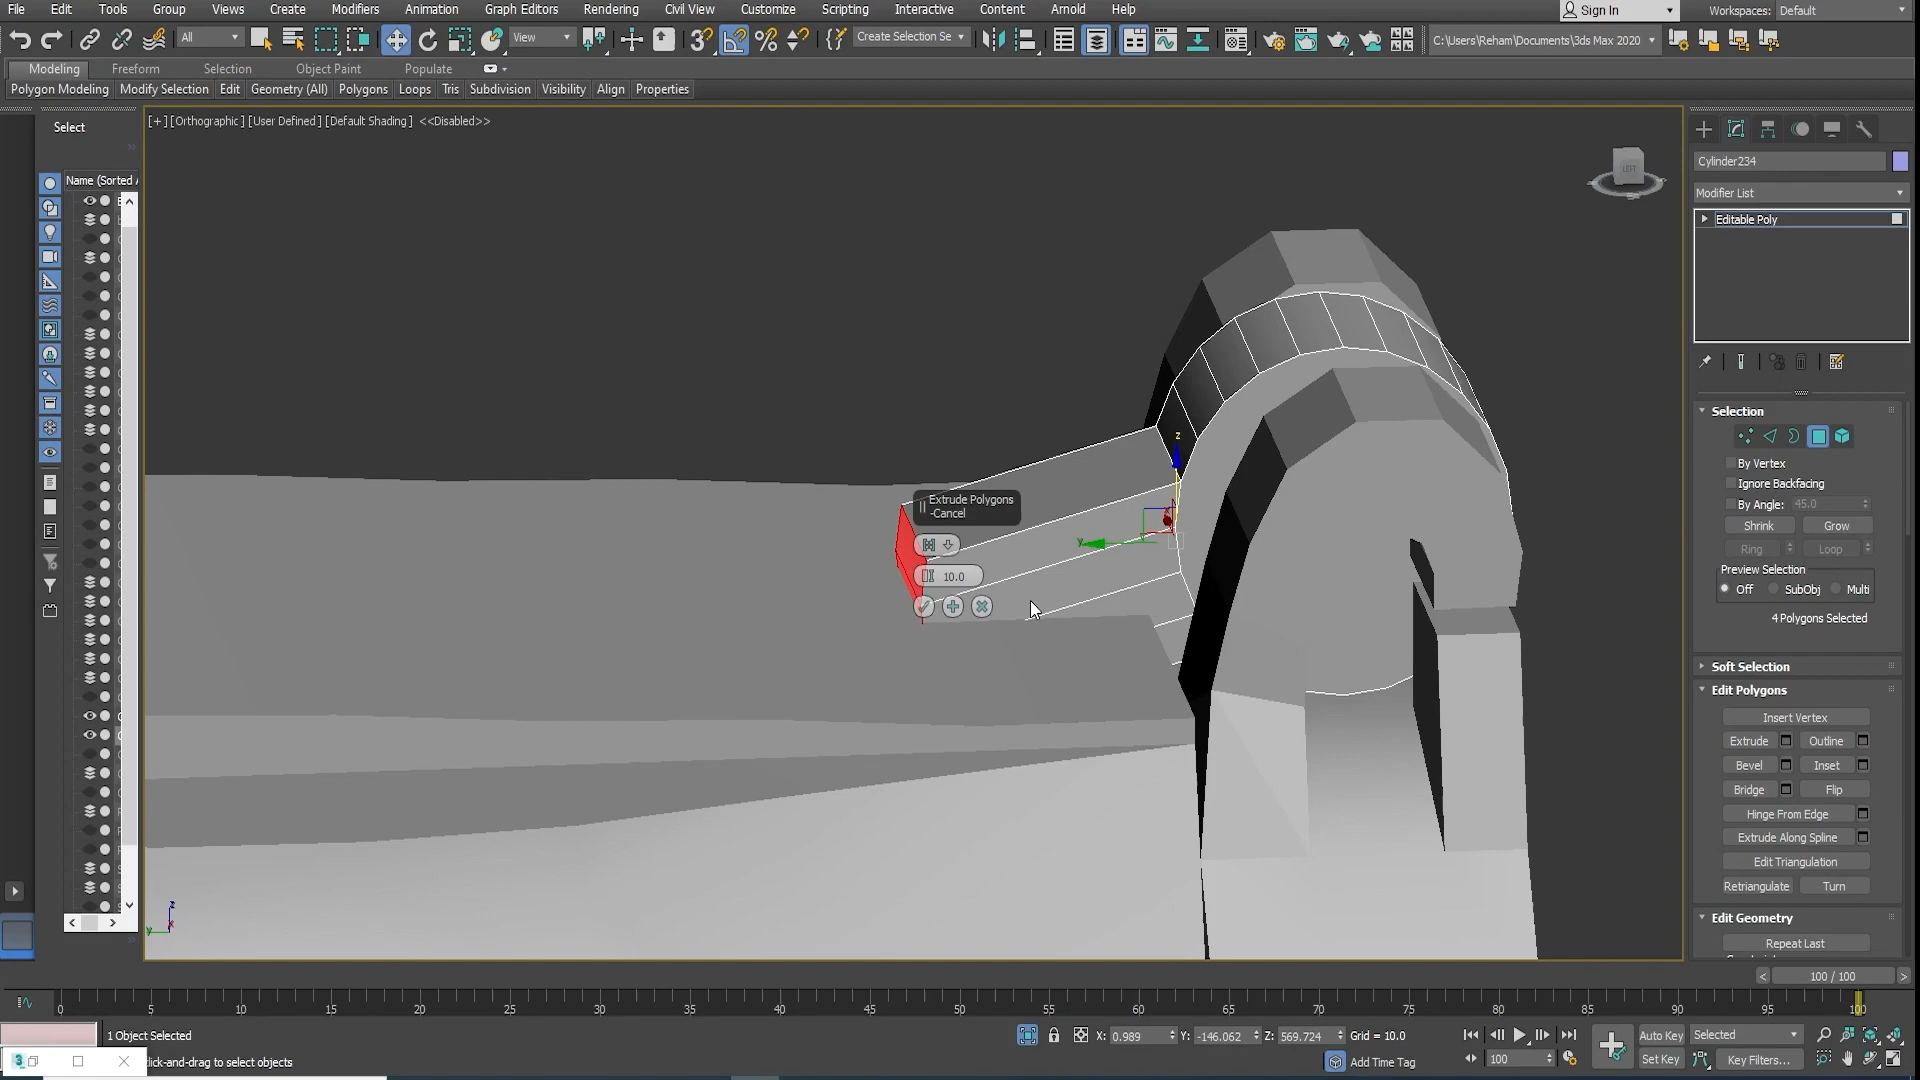 File Edit Tools Group Views Create Modifiers Animation Graph Editors Rendering Civil View Customize Scripting Interactive Content Arnold Help Sign In Workspaces: Default
All View Create Selection Se C:\Users\Reham\Documents\3ds Max 2020
Modeling Freeform Selection Object Paint Populate
Polygon Modeling Modify Selection Edit Geometry (All) Polygons Loops Tris Subdivision Visibility Align Properties
Select
[+] [Orthographic] [User Defined] [Default Shading] <<Disabled>>
Name (Sorted A
LEFT
Cylinder234
Modifier List
Editable Poly
Selection
By Vertex
Ignore Backfacing
By Angle: 45.0
Shrink Grow
Ring Loop
Preview Selection
Off SubObj Multi
4 Polygons Selected
Soft Selection
Edit Polygons
Insert Vertex
Extrude Outline
Bevel Inset
Bridge Flip
Hinge From Edge
Extrude Along Spline
Edit Triangulation
Retriangulate Turn
Edit Geometry
Repeat Last
Extrude Polygons
-Cancel
10.0
z
y
x
z
y
x
< 100 / 100 >
0 5 10 15 20 25 30 35 40 45 50 55 60 65 70 75 80 85 90 95 100
1 Object Selected X: 0.989 Y: -146.062 Z: 569.724 Grid = 10.0 Auto Key Selected
3 click-and-drag to select objects Add Time Tag 100 Set Key Key Filters...